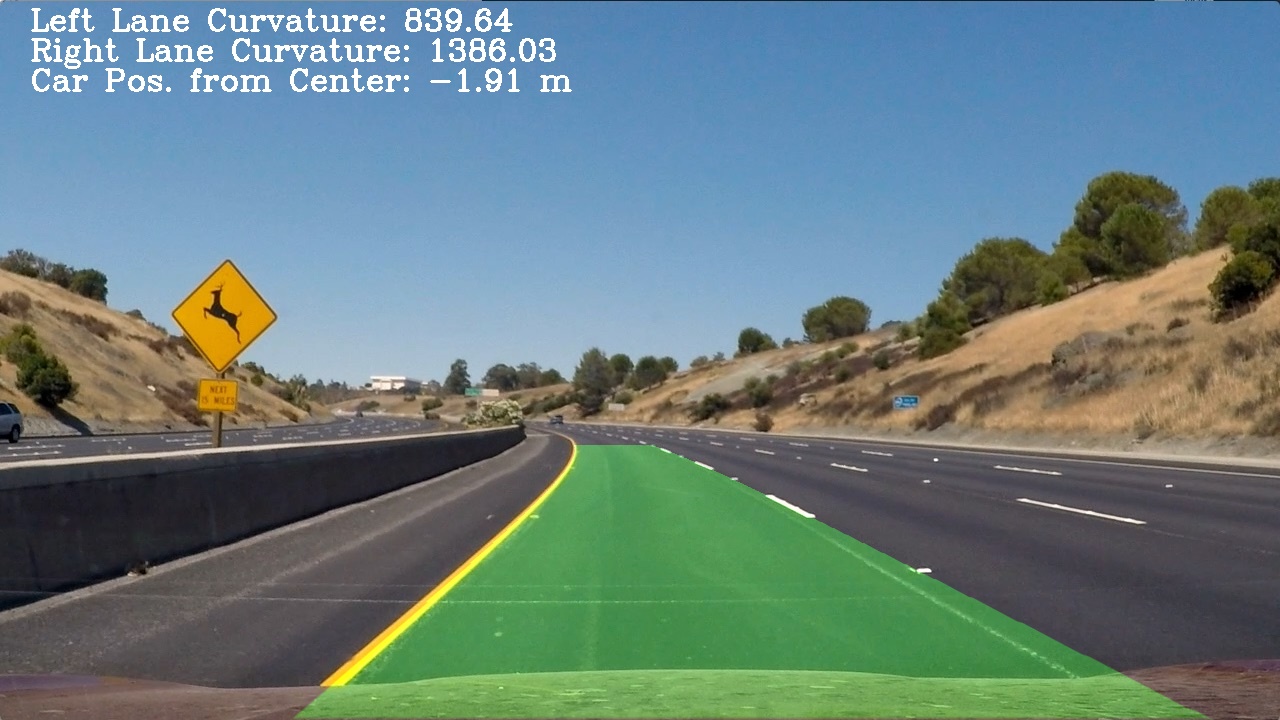 Left Lane Curvature: 839.64
Right Lane Curvature: 1386.03
Car Pos. from Center: -1.91 m
NEXT
15 MILES